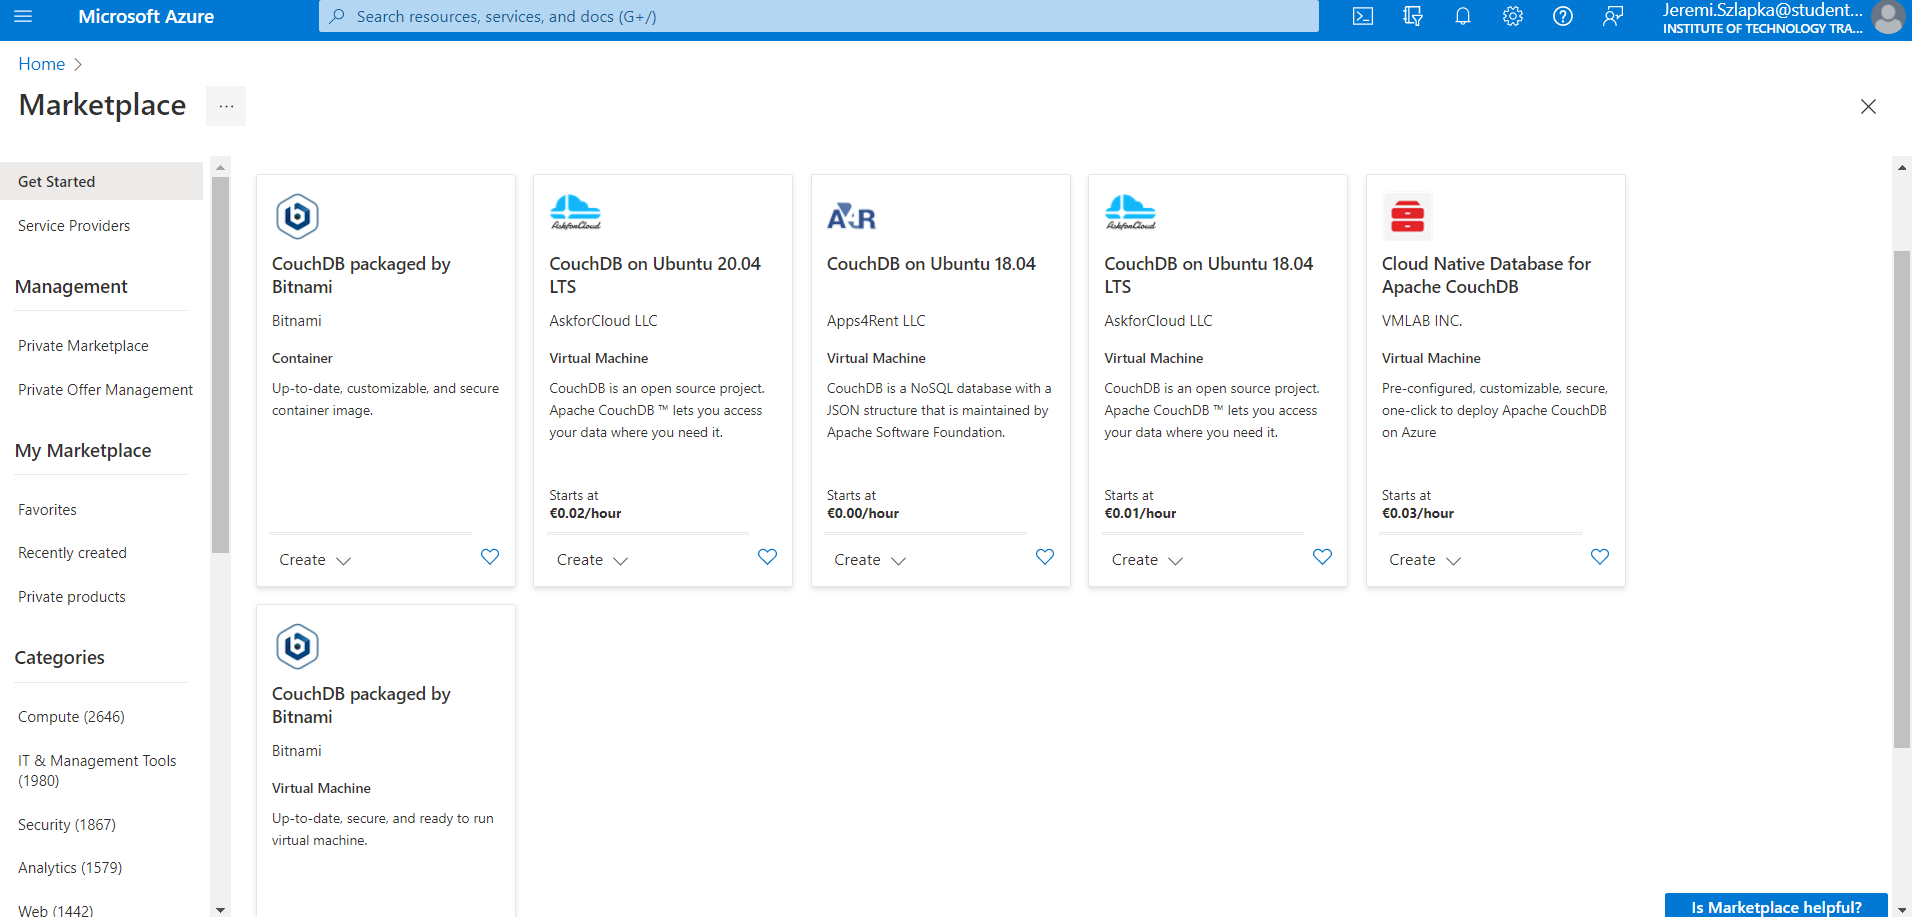 Microsoft Azure
Search resources, services, and docs (G+/)
Jeremi.Szlapka@student...
INSTITUTE OF TECHNOLOGY TRA...
Home
Marketplace
...
Get Started
Service Providers
Management
Private Marketplace
Private Offer Management
My Marketplace
Favorites
Recently created
Private products
Categories
Compute (2646)
IT & Management Tools
(1980)
Security (1867)
Analytics (1579)
Web (1442)
CouchDB packaged by
Bitnami
Bitnami
Container
Up-to-date, customizable, and secure
container image.
Create
AskforCloud
CouchDB on Ubuntu 20.04
LTS
AskforCloud LLC
Virtual Machine
CouchDB is an open source project.
Apache CouchDB ™ lets you access
your data where you need it.
Starts at
€0.02/hour
Create
A4R
CouchDB on Ubuntu 18.04
Apps4Rent LLC
Virtual Machine
CouchDB is a NoSQL database with a
JSON structure that is maintained by
Apache Software Foundation.
Starts at
€0.00/hour
Create
AskforCloud
CouchDB on Ubuntu 18.04
LTS
AskforCloud LLC
Virtual Machine
CouchDB is an open source project.
Apache CouchDB ™ lets you access
your data where you need it.
Starts at
€0.01/hour
Create
Cloud Native Database for
Apache CouchDB
VMLAB INC.
Virtual Machine
Pre-configured, customizable, secure,
one-click to deploy Apache CouchDB
on Azure
Starts at
€0.03/hour
Create
CouchDB packaged by
Bitnami
Bitnami
Virtual Machine
Up-to-date, secure, and ready to run
virtual machine.
Is Marketplace helpful?